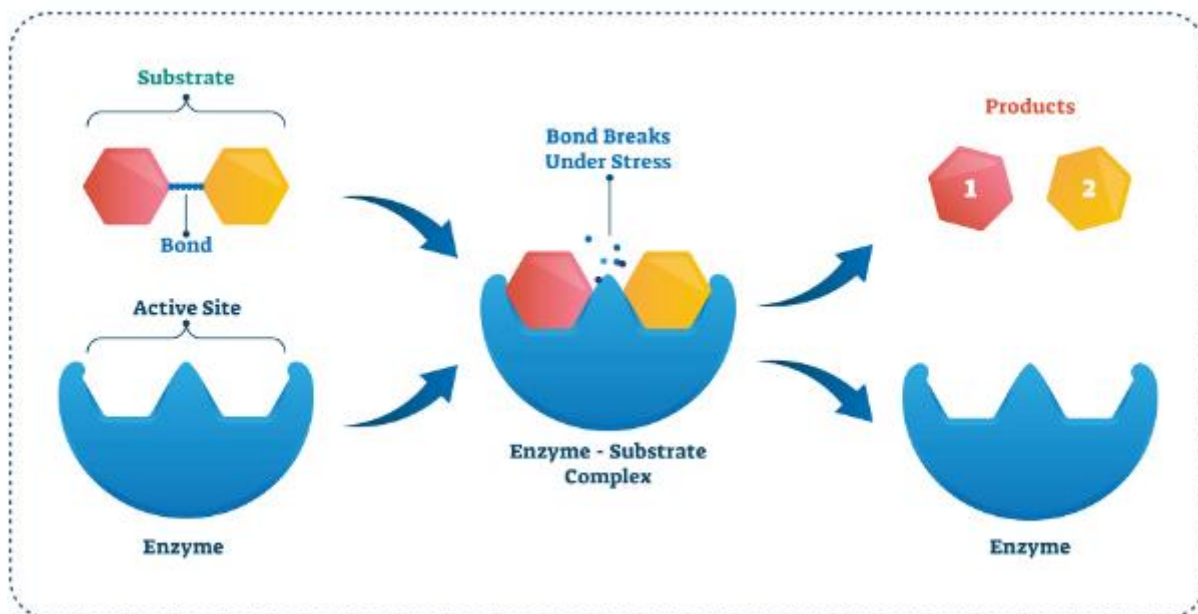 Substrate
Bond
Active Site
Enzyme
Bond Breaks
Under Stress
Enzyme - Substrate
Complex
Products
1
2
Enzyme